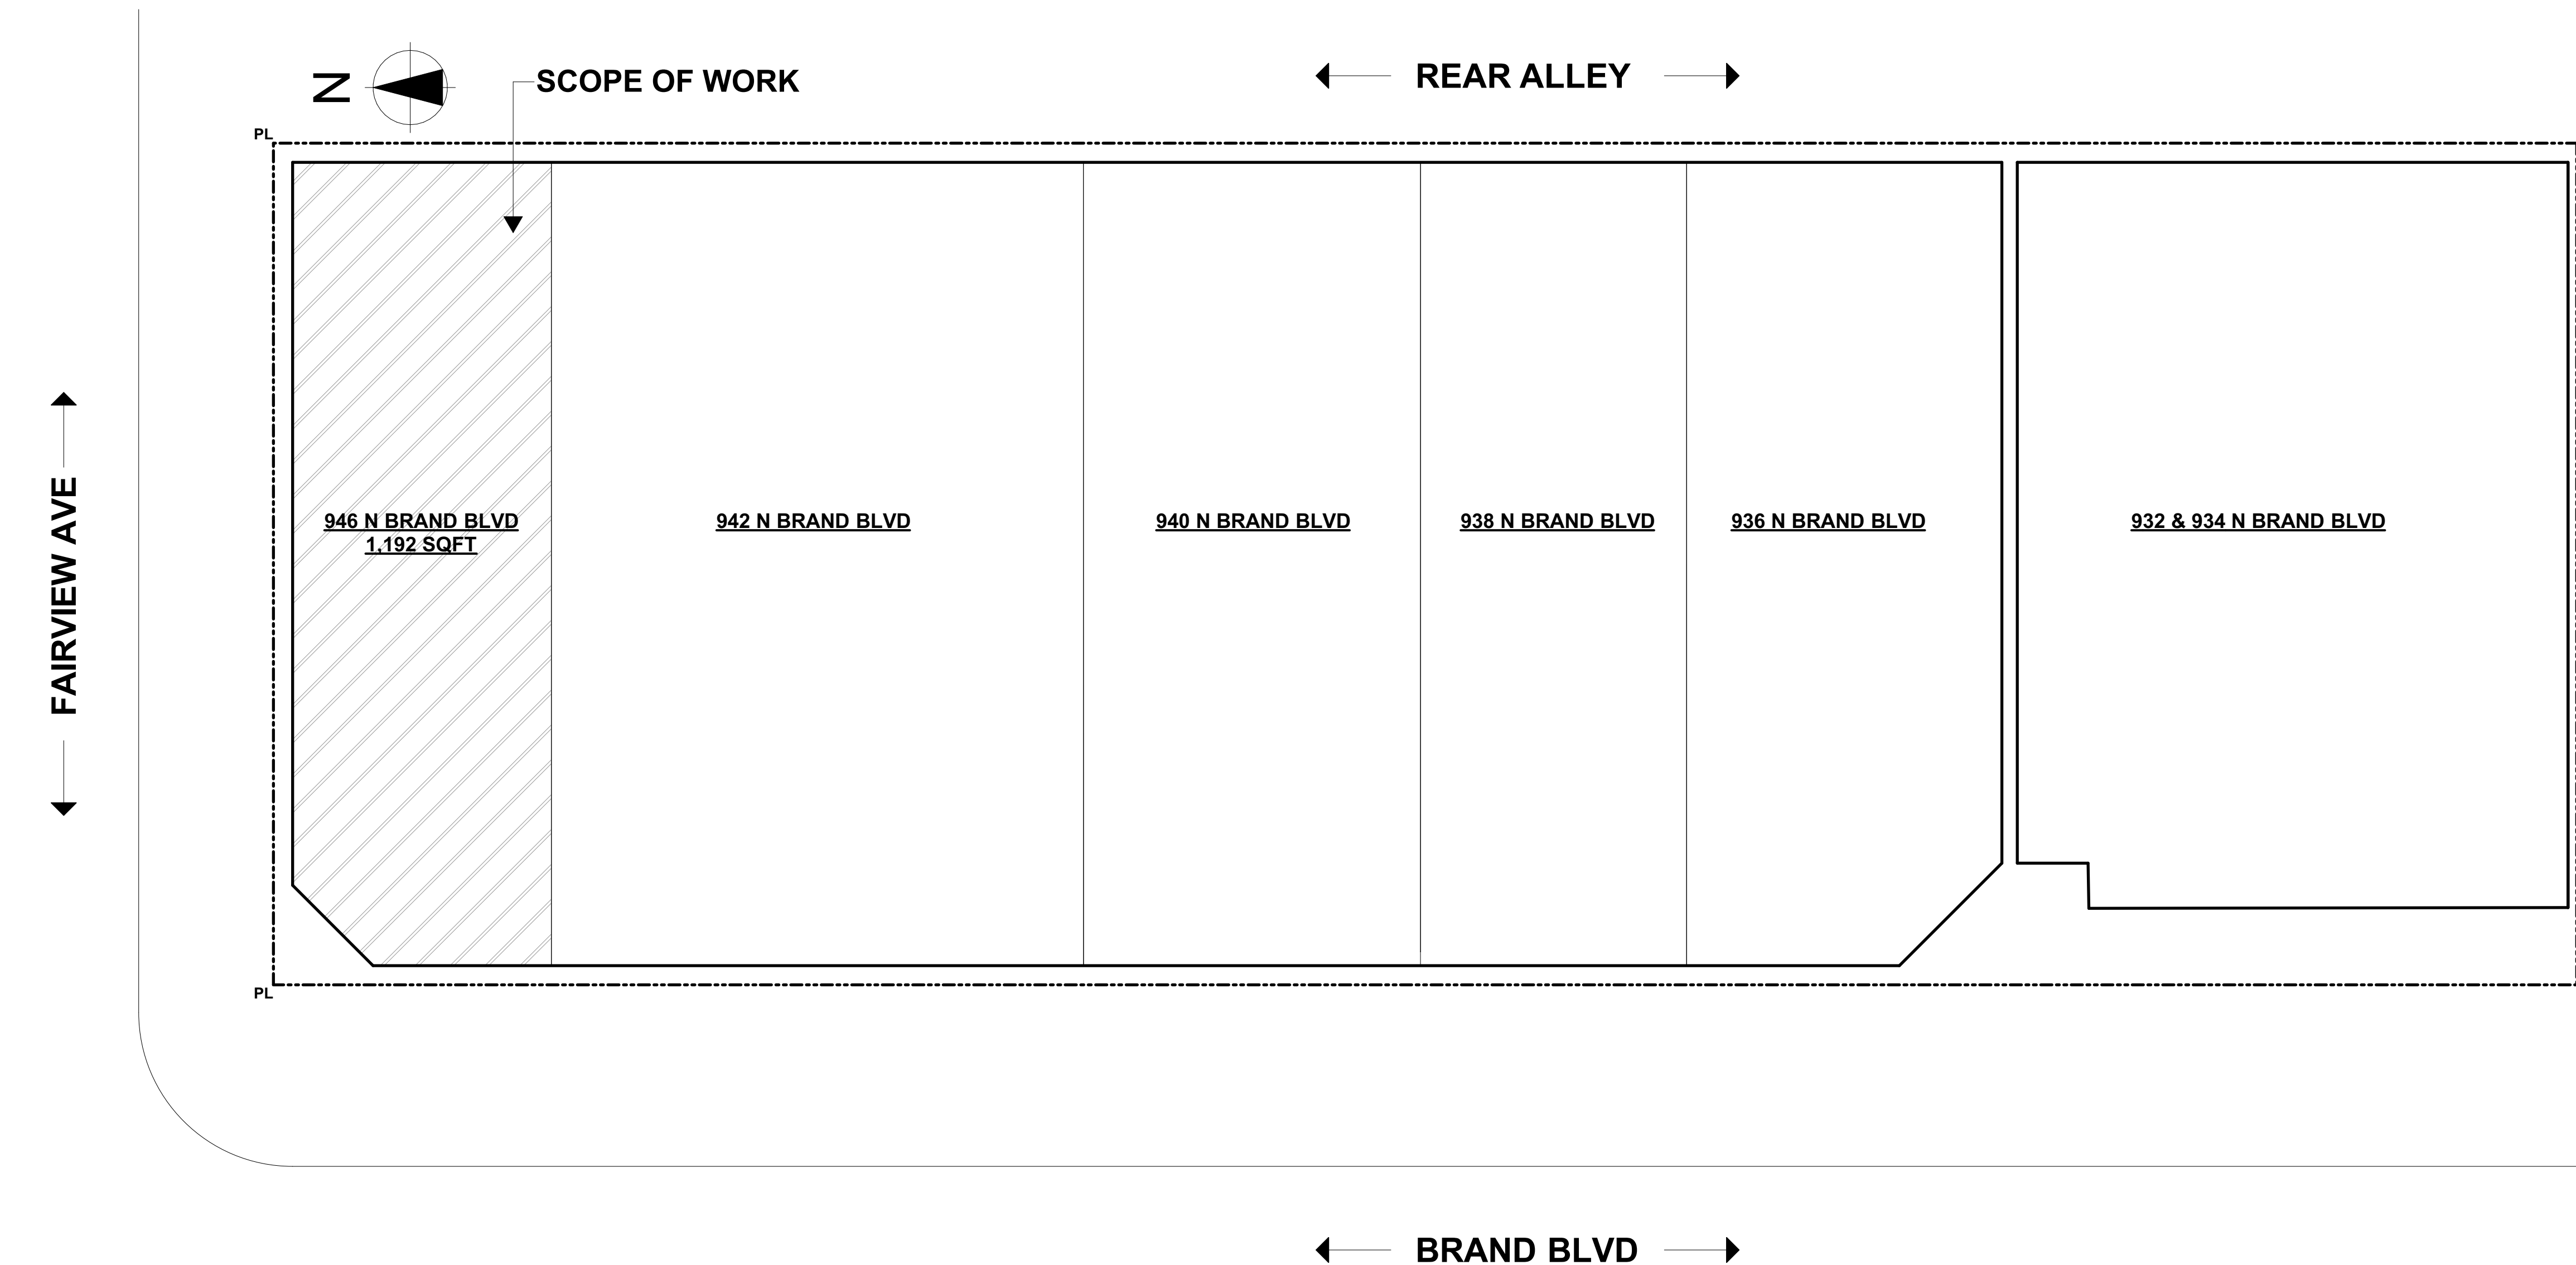 N
SCOPE OF WORK
REAR ALLEY
PL
FAIRVIEW AVE
946 N BRAND BLVD
1,192 SQFT
942 N BRAND BLVD
940 N BRAND BLVD
938 N BRAND BLVD
936 N BRAND BLVD
932 & 934 N BRAND BLVD
PL
BRAND BLVD